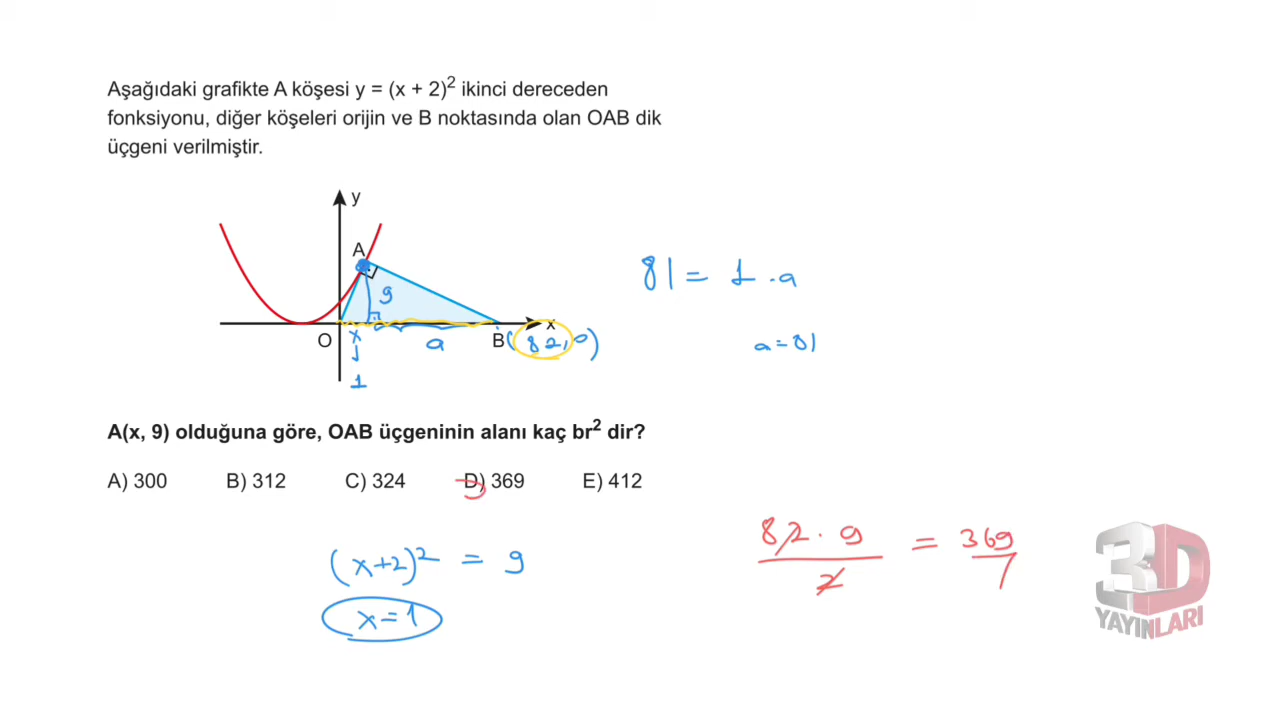 Aşağıdaki grafikte A köşesi y = (x + 2)² ikinci dereceden
fonksiyonu, diğer köşeleri orijin ve B noktasında olan OAB dik
üçgeni verilmiştir.
y
A
9
81 = 1 . a
x
O x a B (82, 0)
a = 81
1
A(x, 9) olduğuna göre, OAB üçgeninin alanı kaç br² dir?
A) 300 B) 312 C) 324 D) 369 E) 412
(x+2)² = 9
x = 1
82 . 9 / 2 = 369
3D
YAYINLARI